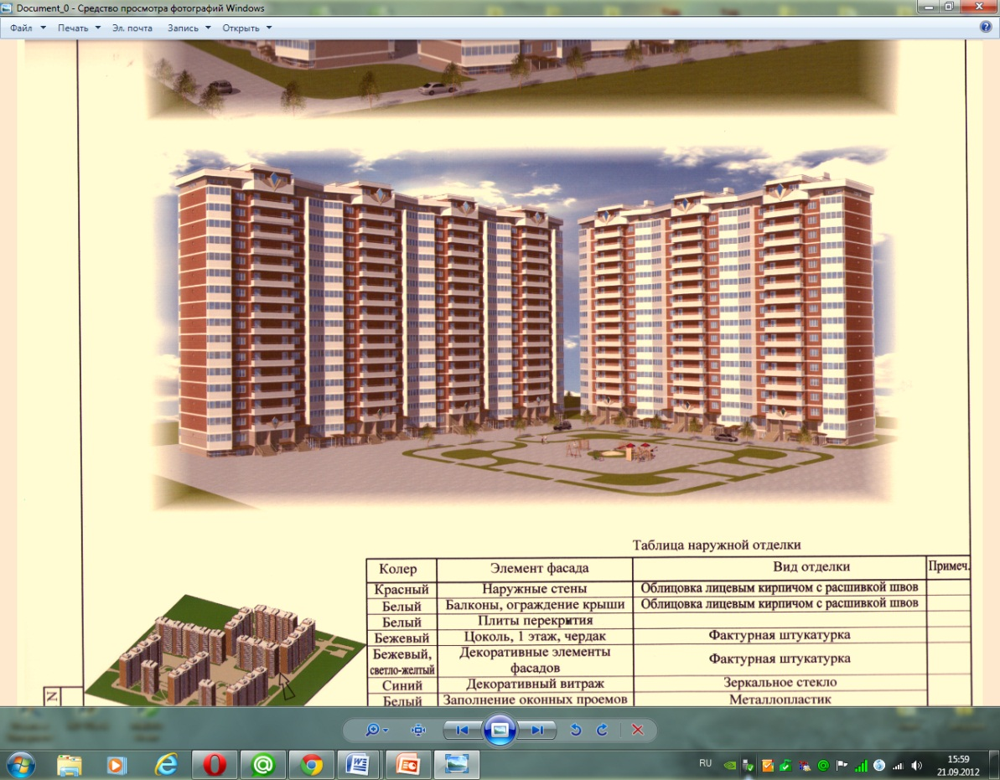 Document_0 - Средство просмотра фотографий Windows
Файл Печать Эл. почта Запись Открыть
Таблица наружной отделки
Колер Элемент фасада Вид отделки Примеч.
Красный Наружные стены Облицовка лицевым кирпичом с расшивкой швов
Белый Балконы, ограждение крыши Облицовка лицевым кирпичом с расшивкой швов
Белый Плиты перекрытия
Бежевый Цоколь, 1 этаж, чердак Фактурная штукатурка
Бежевый, Декоративные элементы Фактурная штукатурка
светло-желтый фасадов
Синий Декоративный витраж Зеркальное стекло
Белый Заполнение оконных проемов Металлопластик
N
RU 15:59
21.09.2012